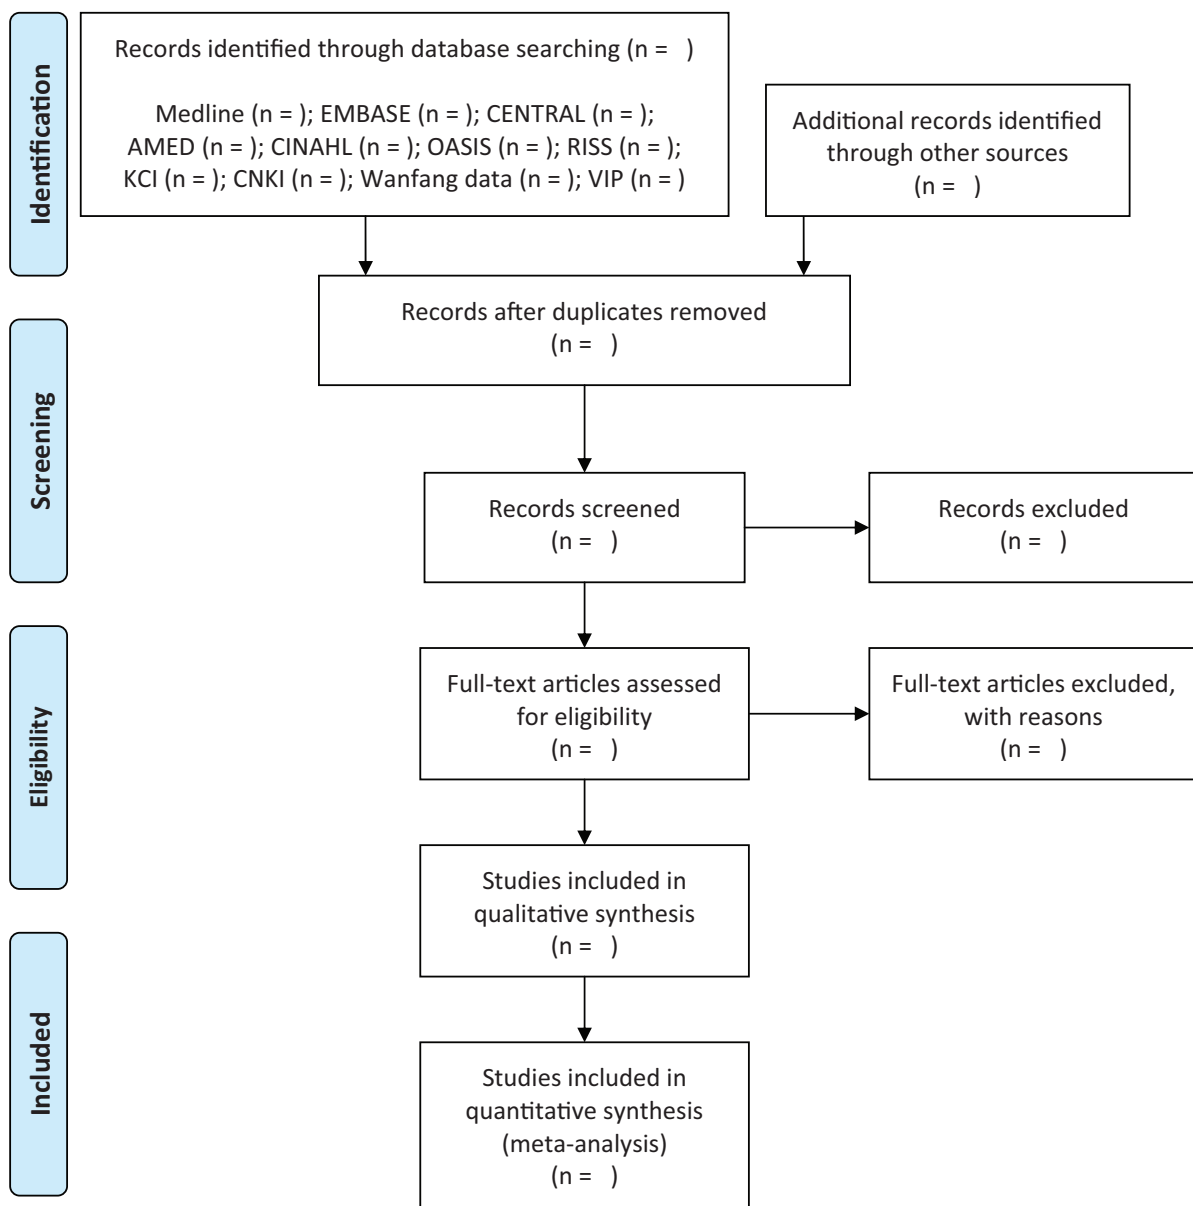 Identification
Records identified through database searching (n =   )
Medline (n = ); EMBASE (n = ); CENTRAL (n = );
AMED (n = ); CINAHL (n = ); OASIS (n = ); RISS (n = );
KCI (n = ); CNKI (n = ); Wanfang data (n = ); VIP (n = )
Additional records identified
through other sources
(n =   )
Records after duplicates removed
(n =   )
Screening
Records screened
(n =   )
Records excluded
(n =   )
Eligibility
Full-text articles assessed
for eligibility
(n =   )
Full-text articles excluded,
with reasons
(n =   )
Studies included in
qualitative synthesis
(n =   )
Included
Studies included in
quantitative synthesis
(meta-analysis)
(n =   )